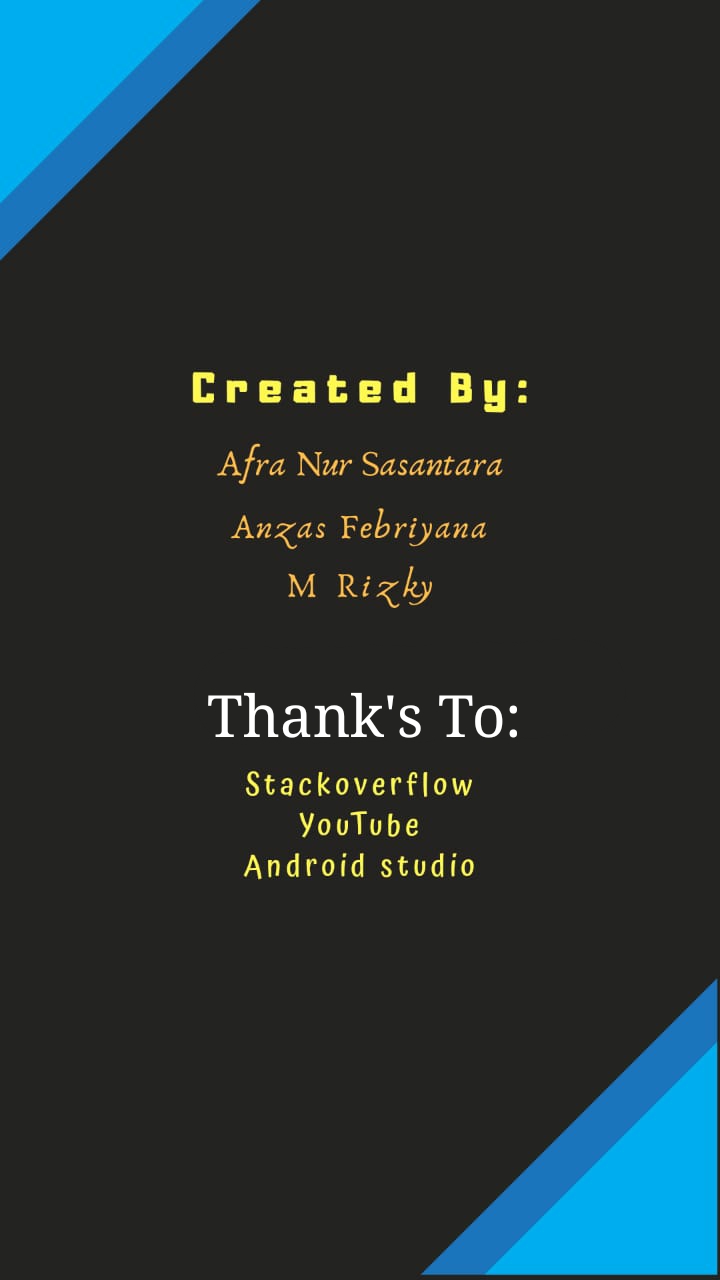 Created By:
Afra Nur Sasantara
Anzas Febriyana
M Rizky
Thank's To:
Stackoverflow
YouTube
Android studio